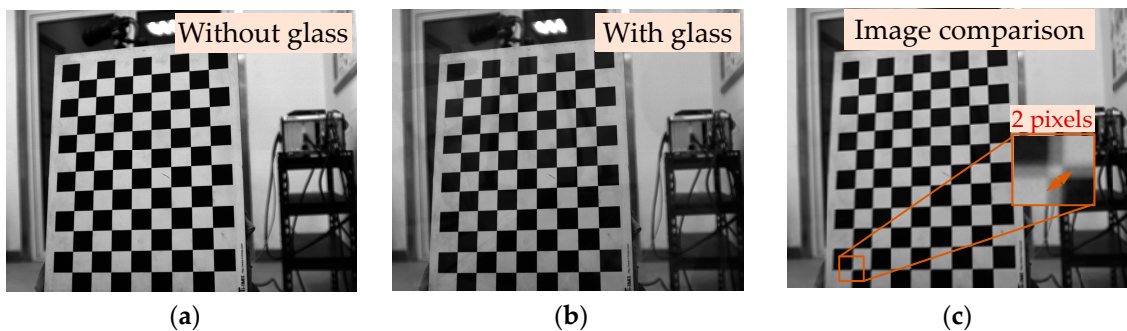 Without glass
With glass
Image comparison
2 pixels
(a)
(b)
(c)